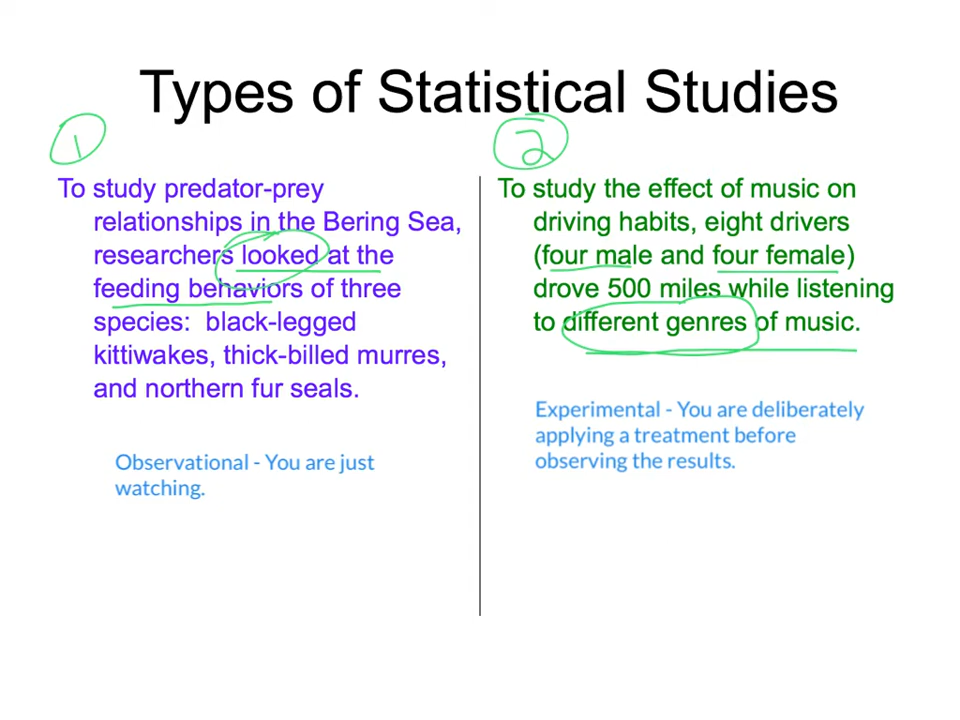 Types of Statistical Studies
1
To study predator-prey
relationships in the Bering Sea,
researchers looked at the
feeding behaviors of three
species: black-legged
kittiwakes, thick-billed murres,
and northern fur seals.
Observational - You are just
watching.
2
To study the effect of music on
driving habits, eight drivers
(four male and four female)
drove 500 miles while listening
to different genres of music.
Experimental - You are deliberately
applying a treatment before
observing the results.